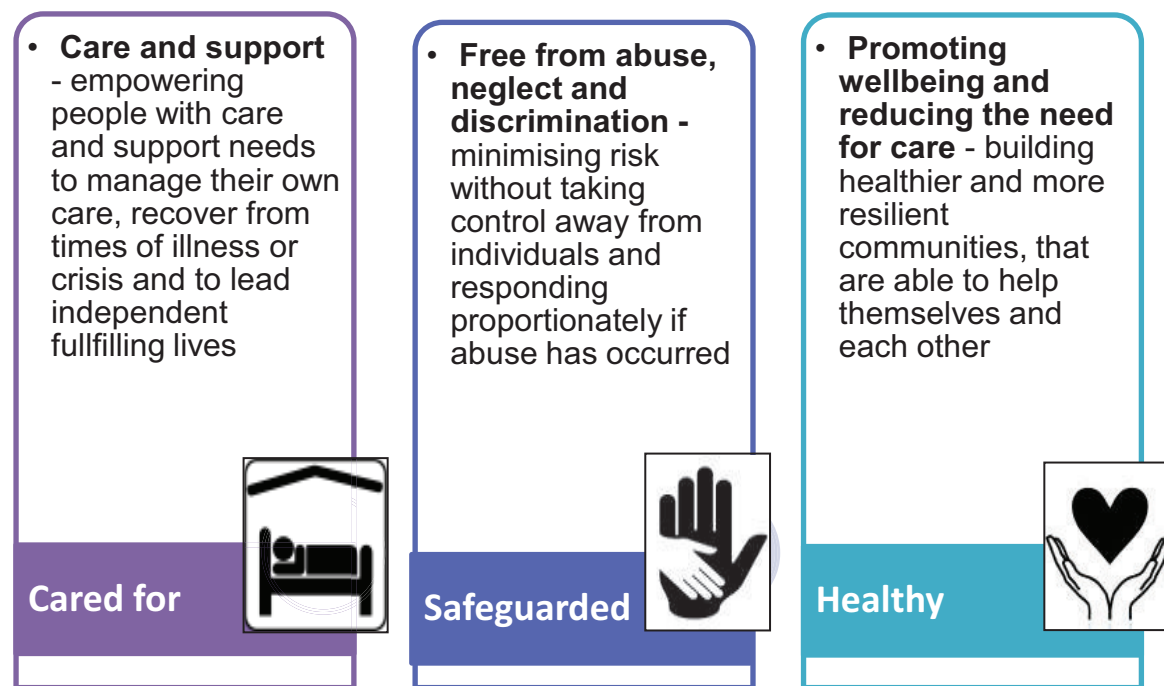 • Care and support
- empowering
people with care
and support needs
to manage their own
care, recover from
times of illness or
crisis and to lead
independent
fullfilling lives
Cared for
• Free from abuse,
neglect and
discrimination -
minimising risk
without taking
control away from
individuals and
responding
proportionately if
abuse has occurred
Safeguarded
• Promoting
wellbeing and
reducing the need
for care - building
healthier and more
resilient
communities, that
are able to help
themselves and
each other
Healthy